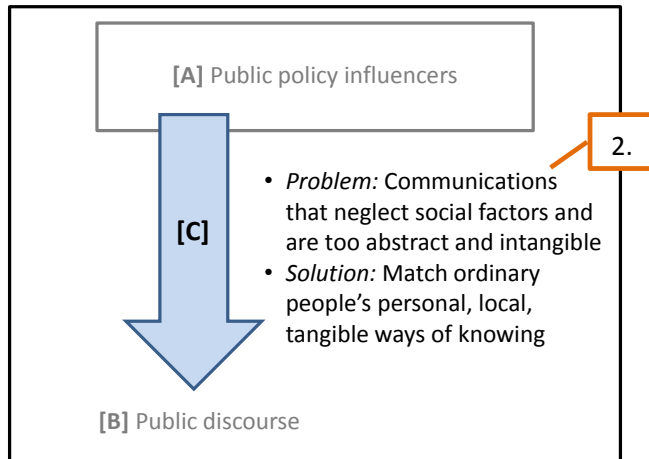 [A] Public policy influencers
2.
• Problem: Communications
that neglect social factors and
are too abstract and intangible
[C]
• Solution: Match ordinary
people’s personal, local,
tangible ways of knowing
[B] Public discourse